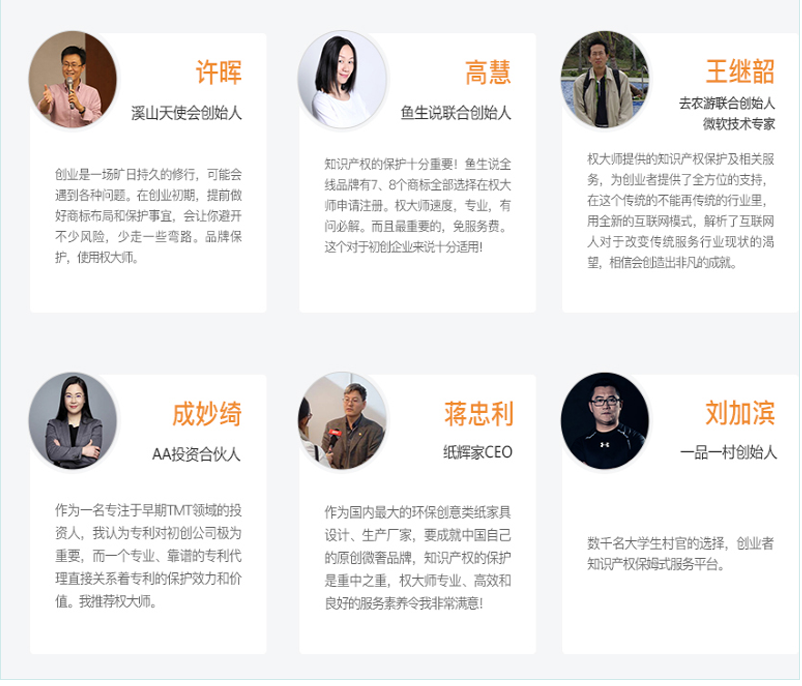 许晖
溪山天使会创始人
创业是一场旷日持久的修行，可能会
遇到各种问题。在创业初期，提前做
好商标布局和保护事宜，会让你避开
不少风险，少走一些弯路。品牌保
护，使用权大师。
高慧
鱼生说联合创始人
知识产权的保护十分重要！鱼生说全
线品牌有7、8个商标全部选择在权大
师申请注册。权大师速度，专业，有
问必解。而且最重要的，免服务费。
这个对于初创企业来说十分适用!
王继韶
去农游联合创始人
微软技术专家
权大师提供的知识产权保护及相关服
务，为创业者提供了全方位的支持，
在这个传统的不能再传统的行业里，
用全新的互联网模式，解析了互联网
人对于改变传统服务行业现状的渴
望，相信会创造出非凡的成就。
成妙绮
AA投资合伙人
作为一名专注于早期TMT领域的投
资人，我认为专利对初创公司极为
重要，而一个专业、靠谱的专利代
理直接关系着专利的保护效力和价
值。我推荐权大师。
蒋忠利
纸辉家CEO
作为国内最大的环保创意类纸家具
设计、生产厂家，要成就中国自己
的原创微奢品牌，知识产权的保护
是重中之重，权大师专业、高效和
良好的服务素养令我非常满意!
刘加滨
一品一村创始人
数千名大学生村官的选择，创业者
知识产权保姆式服务平台。